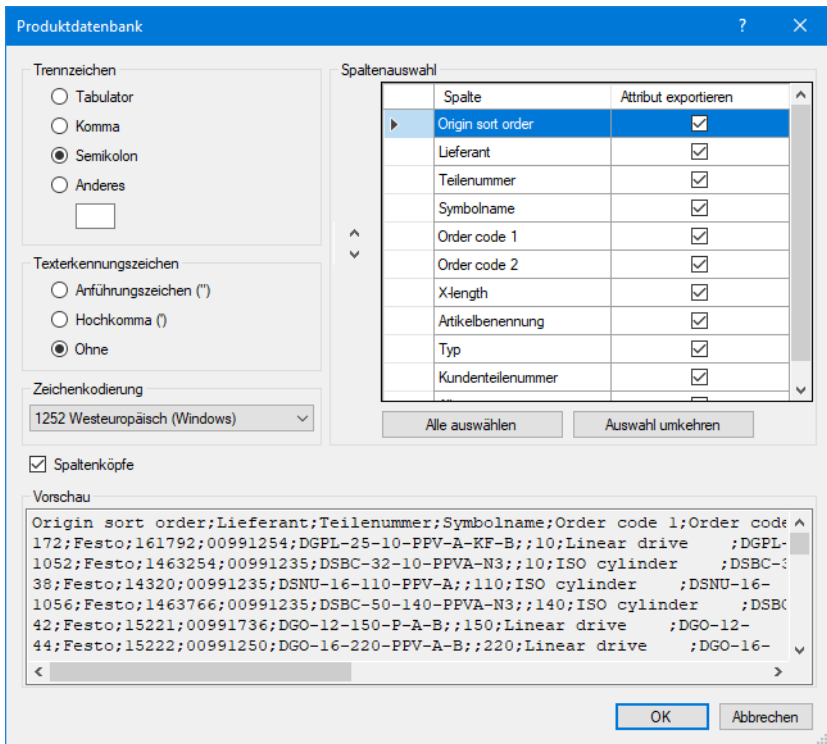 Produktdatenbank
Trennzeichen
Tabulator
Komma
Semikolon
Anderes
Texterkennungszeichen
Anführungszeichen (")
Hochkomma (')
Ohne
Zeichenkodierung
1252 Westeuropäisch (Windows)
Spaltenauswahl
Spalte Attribut exportieren
Origin sort order
Lieferant
Teilenummer
Symbolname
Order code 1
Order code 2
X-length
Artikelbenennung
Typ
Kundenteilenummer
Alle auswählen Auswahl umkehren
Spaltenköpfe
Vorschau
Origin sort order;Lieferant;Teilenummer;Symbolname;Order code 1;Order code
172;Festo;161792;00991254;DGPL-25-10-PPV-A-KF-B;;10;Linear drive ;DGPL-
1052;Festo;1463254;00991235;DSBC-32-10-PPVA-N3;;10;ISO cylinder ;DSBC-3
38;Festo;14320;00991235;DSNU-16-110-PPV-A;;110;ISO cylinder ;DSNU-16-
1056;Festo;1463766;00991235;DSBC-50-140-PPVA-N3;;140;ISO cylinder ;DSBC
42;Festo;15221;00991736;DGO-12-150-P-A-B;;150;Linear drive ;DGO-12-
44;Festo;15222;00991250;DGO-16-220-PPV-A-B;;220;Linear drive ;DGO-16-
OK Abbrechen